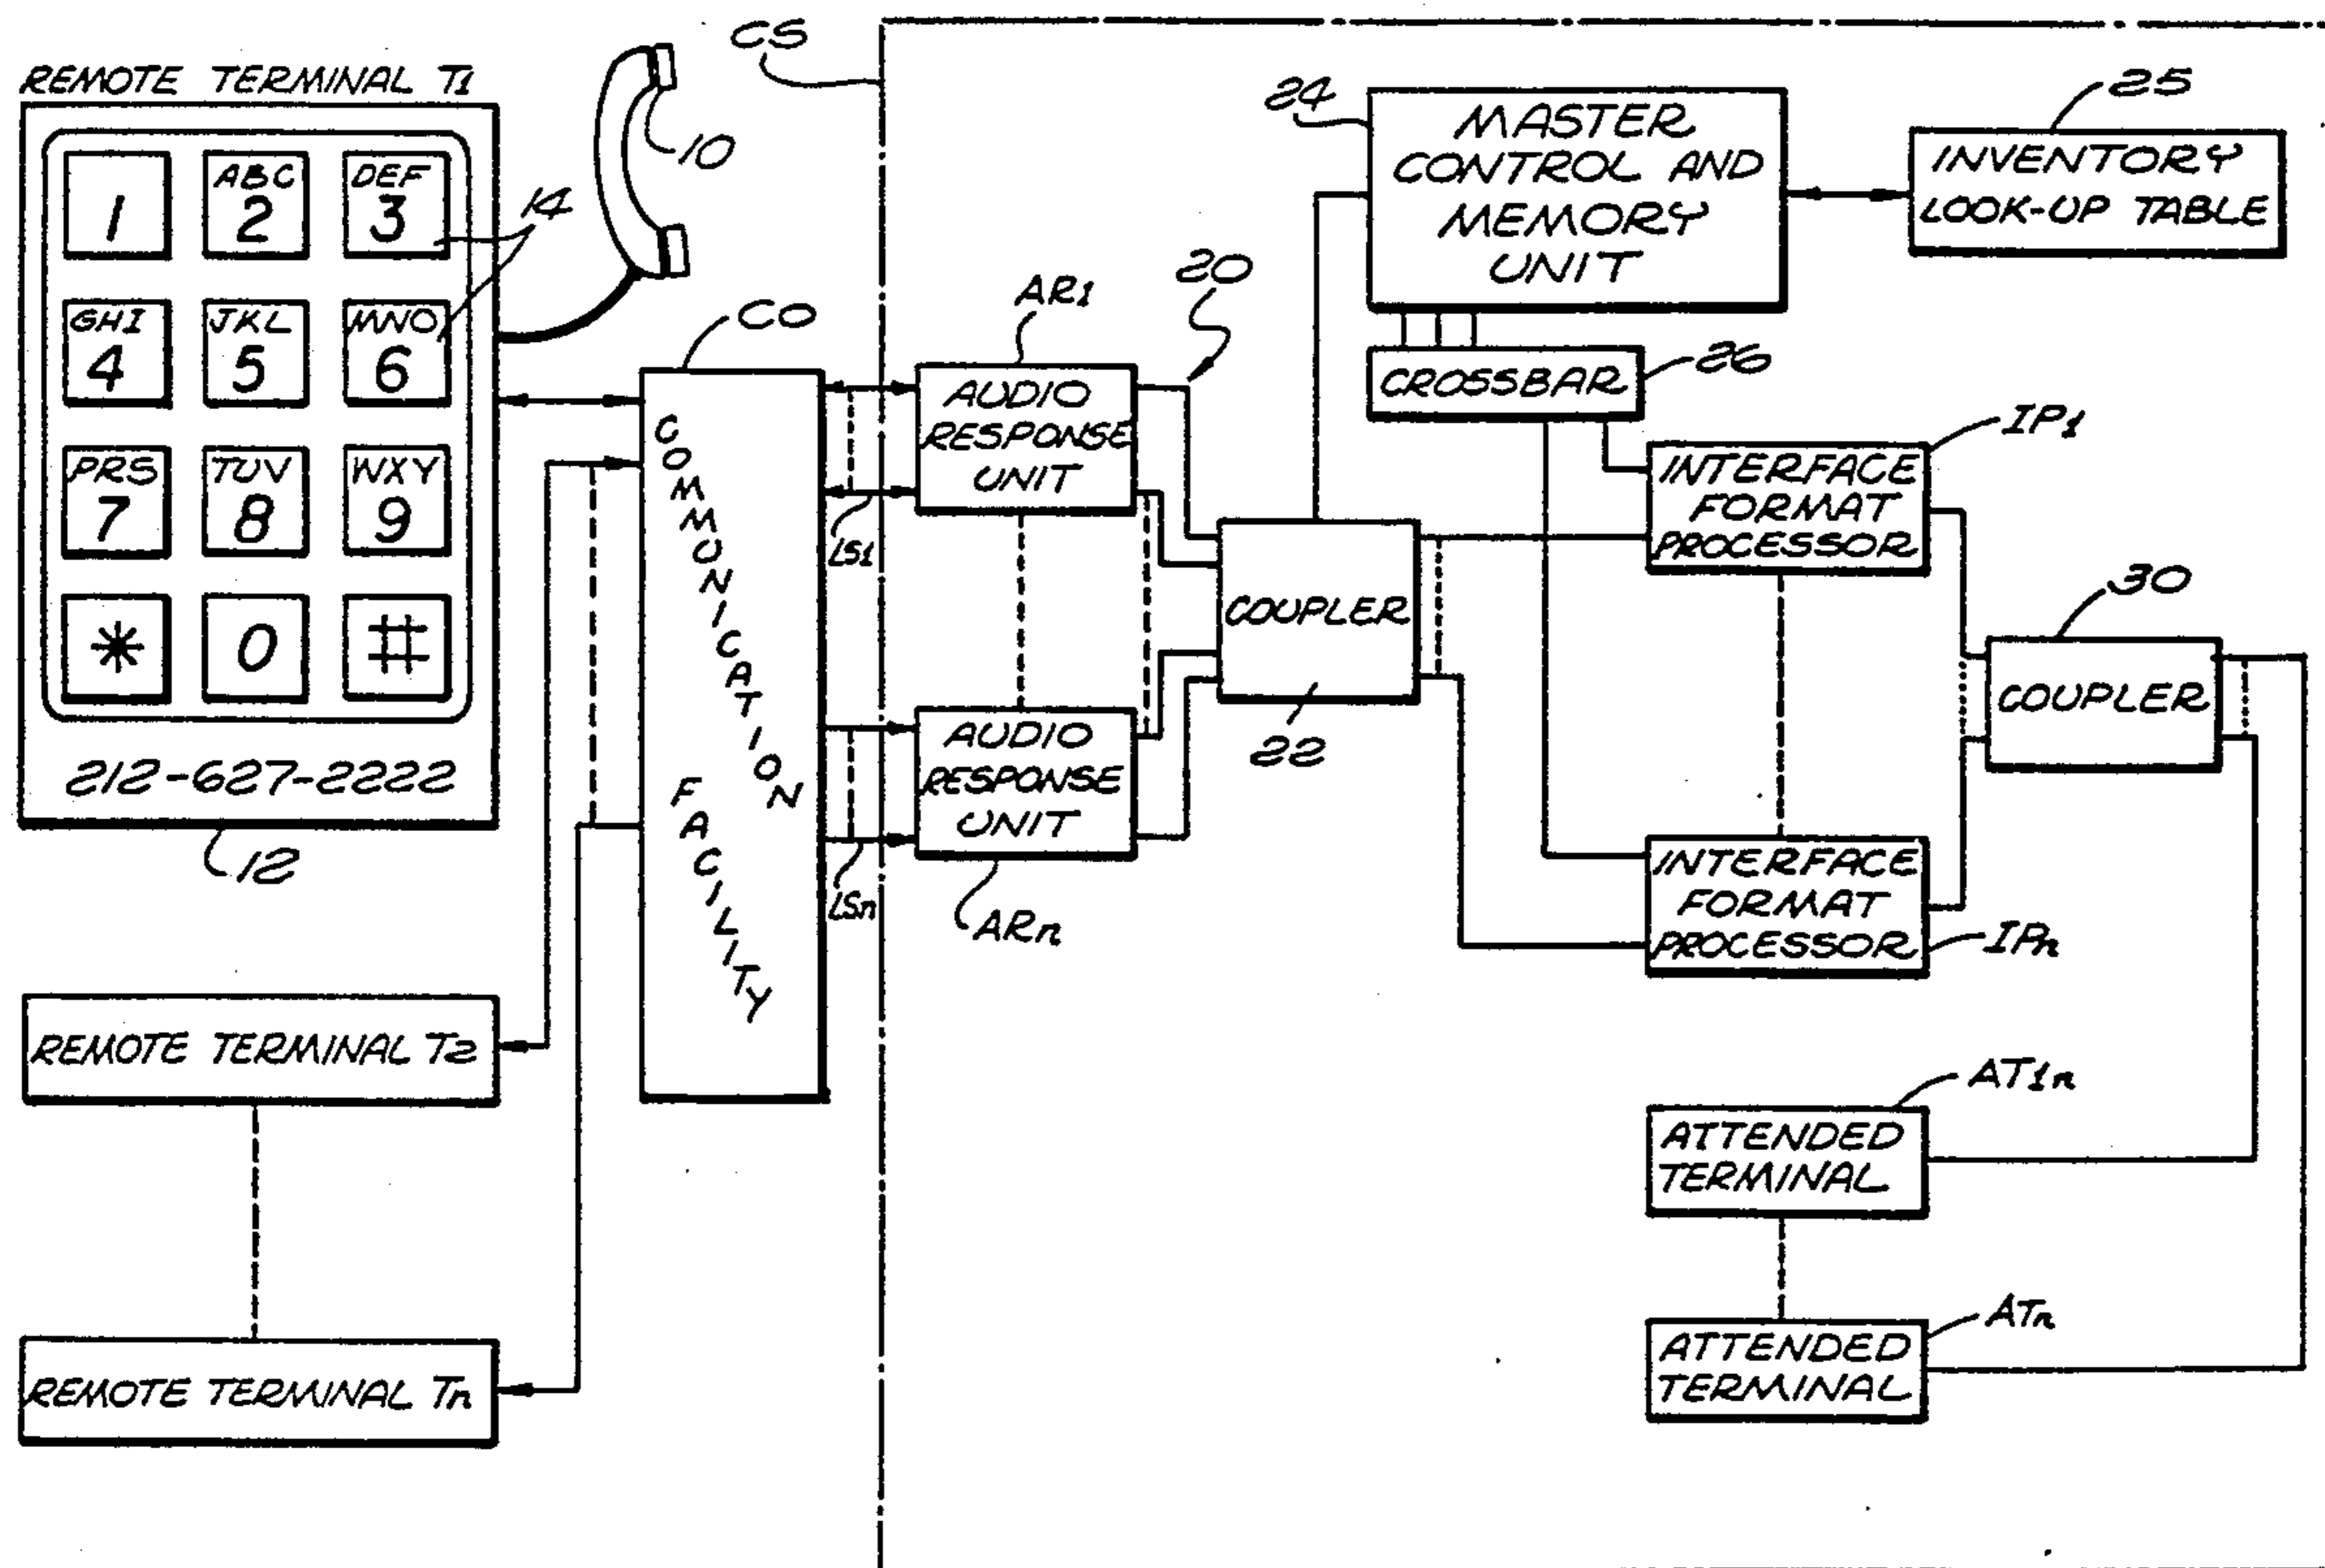 REMOTE TERMINAL T1
1
ABC
2
DEF
3
GHI
4
JKL
5
MNO
6
PRS
7
TUV
8
WXY
9
*
0
#
212-627-2222
12
14
10
REMOTE TERMINAL T2
REMOTE TERMINAL Tn
CO
COMMUNICATION
FACILITY
CS
LS1
LSn
AR1
AUDIO
RESPONSE
UNIT
AUDIO
RESPONSE
UNIT
ARn
20
COUPLER
22
24
MASTER
CONTROL AND
MEMORY
UNIT
25
INVENTORY
LOOK-UP TABLE
CROSSBAR
26
IP1
INTERFACE
FORMAT
PROCESSOR
INTERFACE
FORMAT
PROCESSOR
IPn
30
COUPLER
AT1n
ATTENDED
TERMINAL
ATn
ATTENDED
TERMINAL